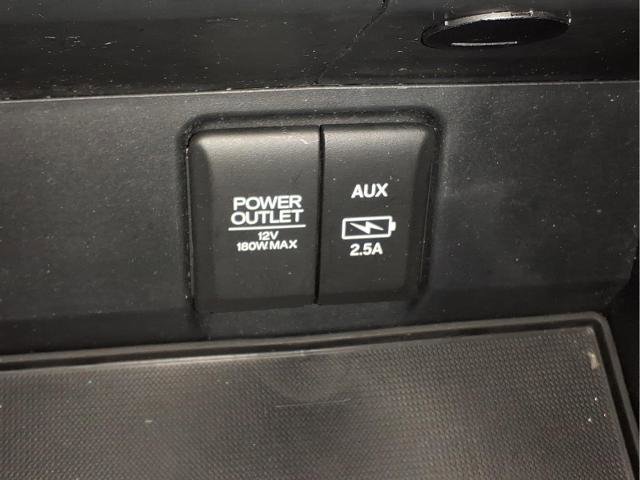 POWER
OUTLET
12V
180W.MAX
AUX
2.5A